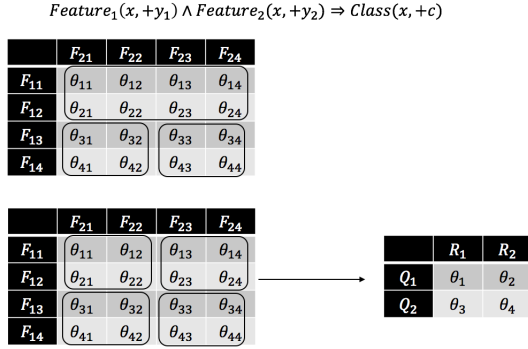 Feature₁(x, +y₁) ∧ Feature₂(x, +y₂) ⇒ Class(x, +c)
F₂₁ F₂₂ F₂₃ F₂₄
F₁₁ θ₁₁ θ₁₂ θ₁₃ θ₁₄
F₁₂ θ₂₁ θ₂₂ θ₂₃ θ₂₄
F₁₃ θ₃₁ θ₃₂ θ₃₃ θ₃₄
F₁₄ θ₄₁ θ₄₂ θ₄₃ θ₄₄
F₂₁ F₂₂ F₂₃ F₂₄
F₁₁ θ₁₁ θ₁₂ θ₁₃ θ₁₄
F₁₂ θ₂₁ θ₂₂ θ₂₃ θ₂₄
F₁₃ θ₃₁ θ₃₂ θ₃₃ θ₃₄
F₁₄ θ₄₁ θ₄₂ θ₄₃ θ₄₄
R₁ R₂
Q₁ θ₁ θ₂
Q₂ θ₃ θ₄